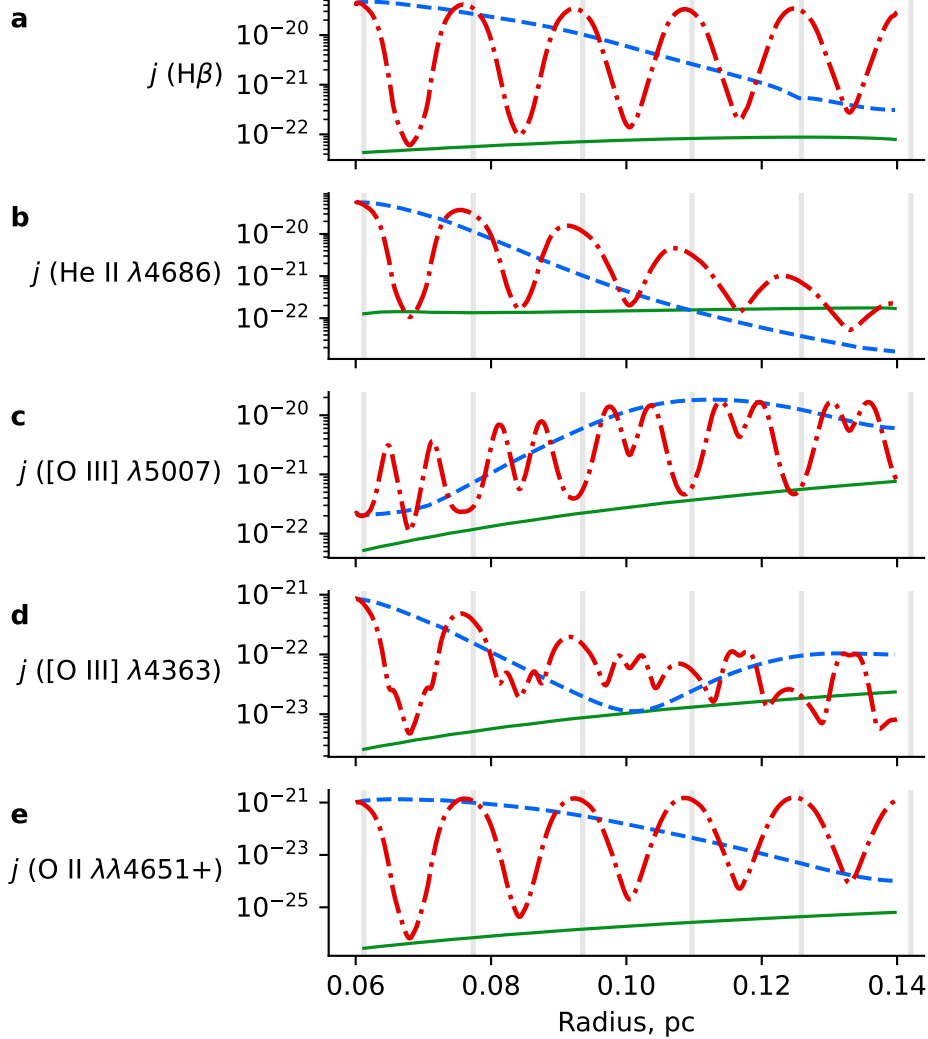 a
j (Hβ)
10⁻²⁰
10⁻²¹
10⁻²²
b
j (He II λ4686)
10⁻²⁰
10⁻²¹
10⁻²²
c
j ([O III] λ5007)
10⁻²⁰
10⁻²¹
10⁻²²
d
j ([O III] λ4363)
10⁻²¹
10⁻²²
10⁻²³
e
j (O II λλ4651+)
10⁻²¹
10⁻²³
10⁻²⁵
0.06 0.08 0.10 0.12 0.14
Radius, pc